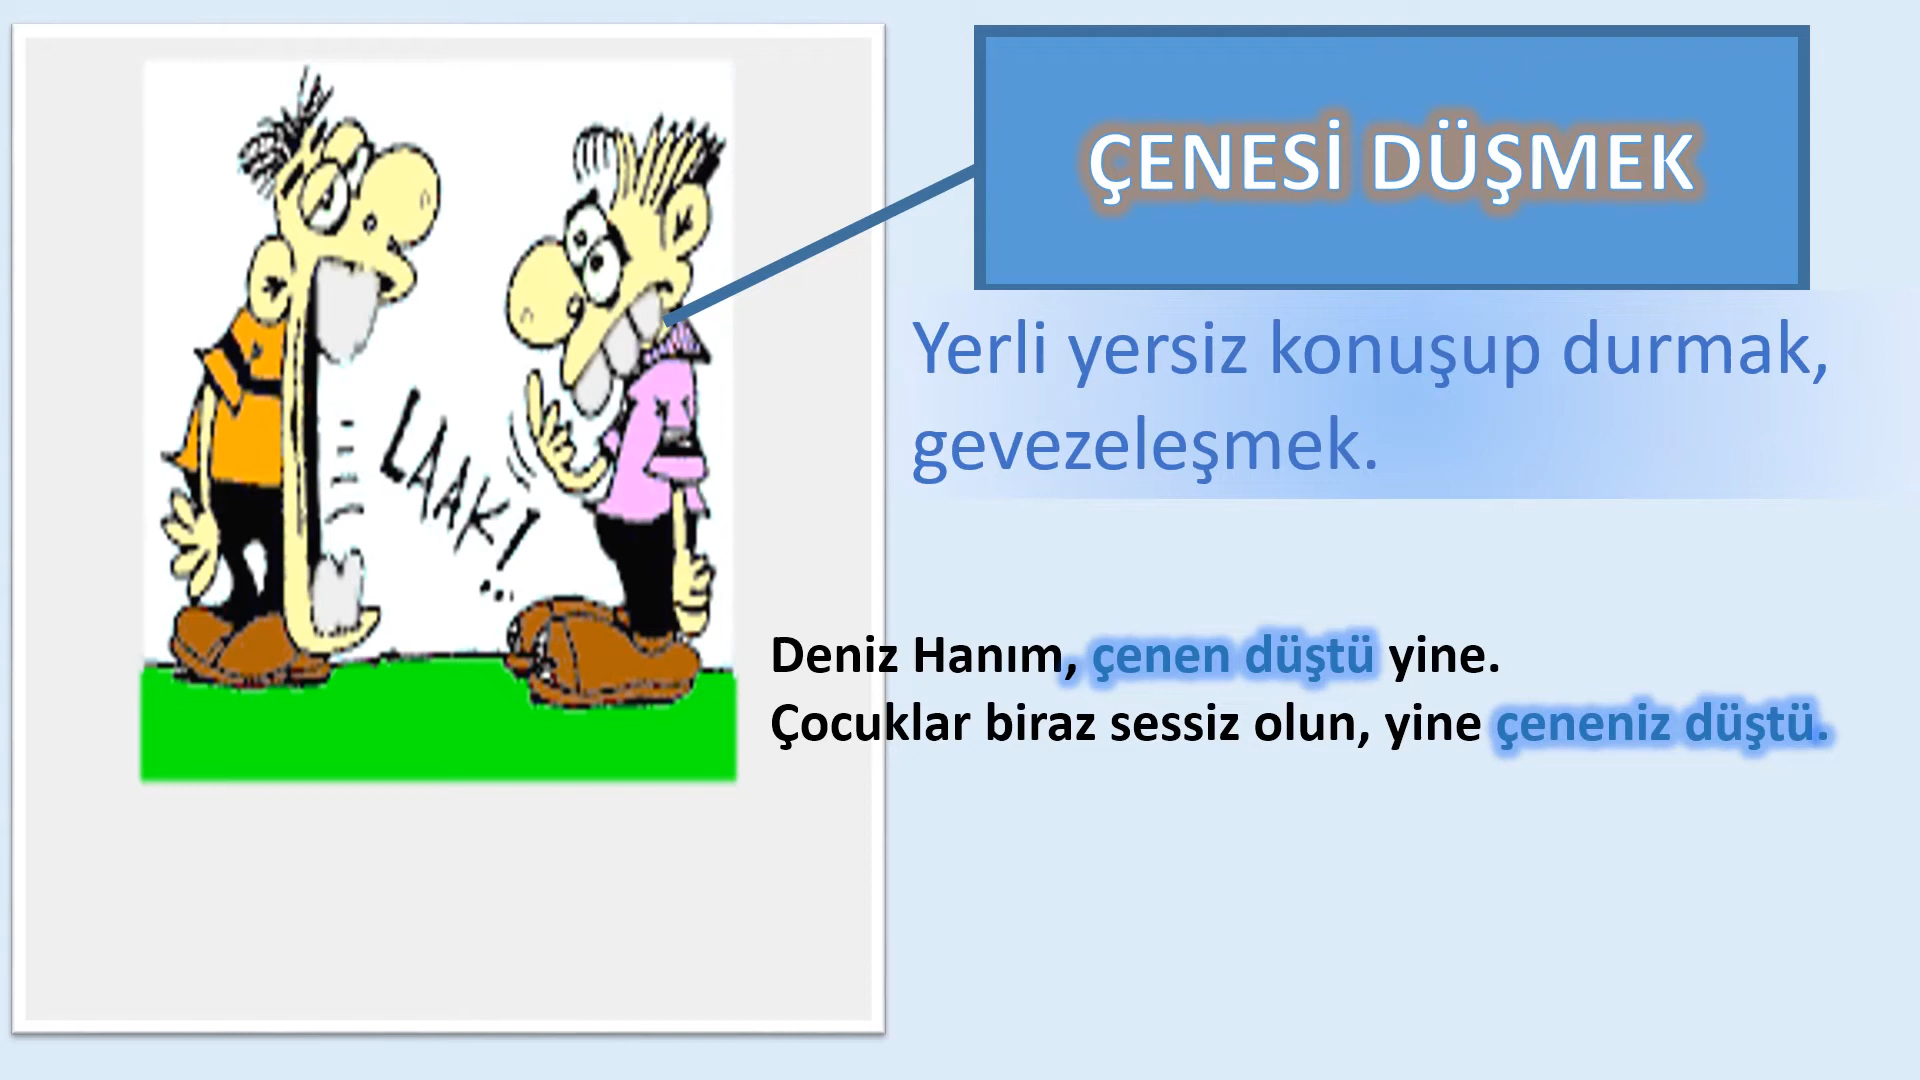 ÇENESİ DÜŞMEK
Yerli yersiz konuşup durmak,
gevezeleşmek.
LAAK!
Deniz Hanım, çenen düştü yine.
Çocuklar biraz sessiz olun, yine çeneniz düştü.